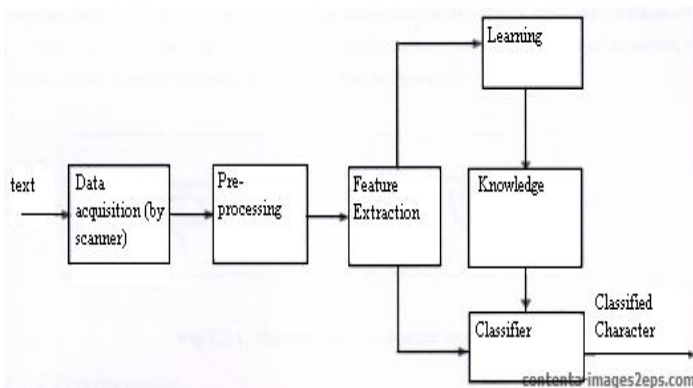 Learning
text
Data
acquisition (by
scanner)
Pre-
processing
Feature
Extraction
Knowledge
Classifier
Classified
Character
contenta-images2eps.com